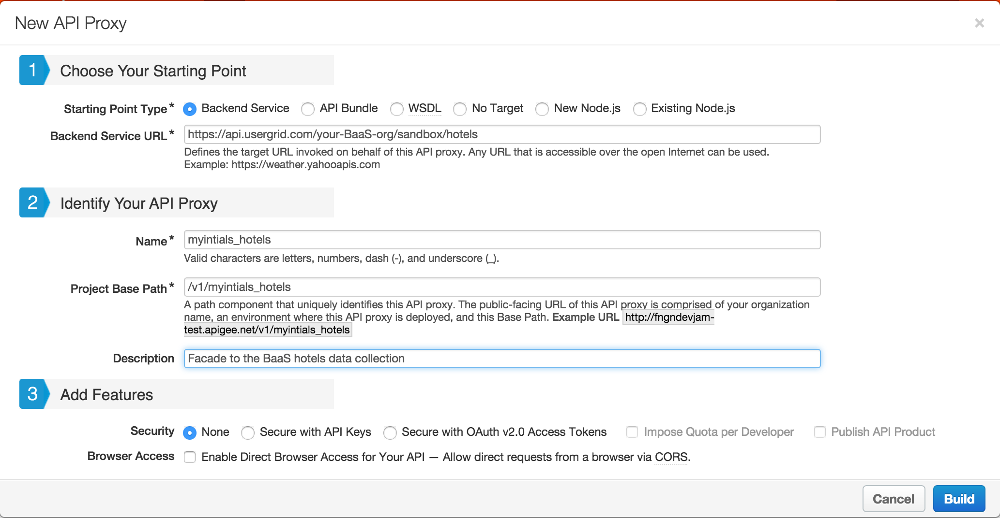 New API Proxy ×
1 Choose Your Starting Point
Starting Point Type* Backend Service API Bundle WSDL No Target New Node.js Existing Node.js
Backend Service URL* https://api.usergrid.com/your-BaaS-org/sandbox/hotels
Defines the target URL invoked on behalf of this API proxy. Any URL that is accessible over the open Internet can be used.
Example: https://weather.yahooapis.com
2 Identify Your API Proxy
Name* myintials_hotels
Valid characters are letters, numbers, dash (-), and underscore (_).
Project Base Path* /v1/myintials_hotels
A path component that uniquely identifies this API proxy. The public-facing URL of this API proxy is comprised of your organization
name, an environment where this API proxy is deployed, and this Base Path. Example URL http://fngndevjam-
test.apigee.net/v1/myintials_hotels
Description Facade to the BaaS hotels data collection
3 Add Features
Security None Secure with API Keys Secure with OAuth v2.0 Access Tokens Impose Quota per Developer Publish API Product
Browser Access Enable Direct Browser Access for Your API — Allow direct requests from a browser via CORS.
Cancel Build